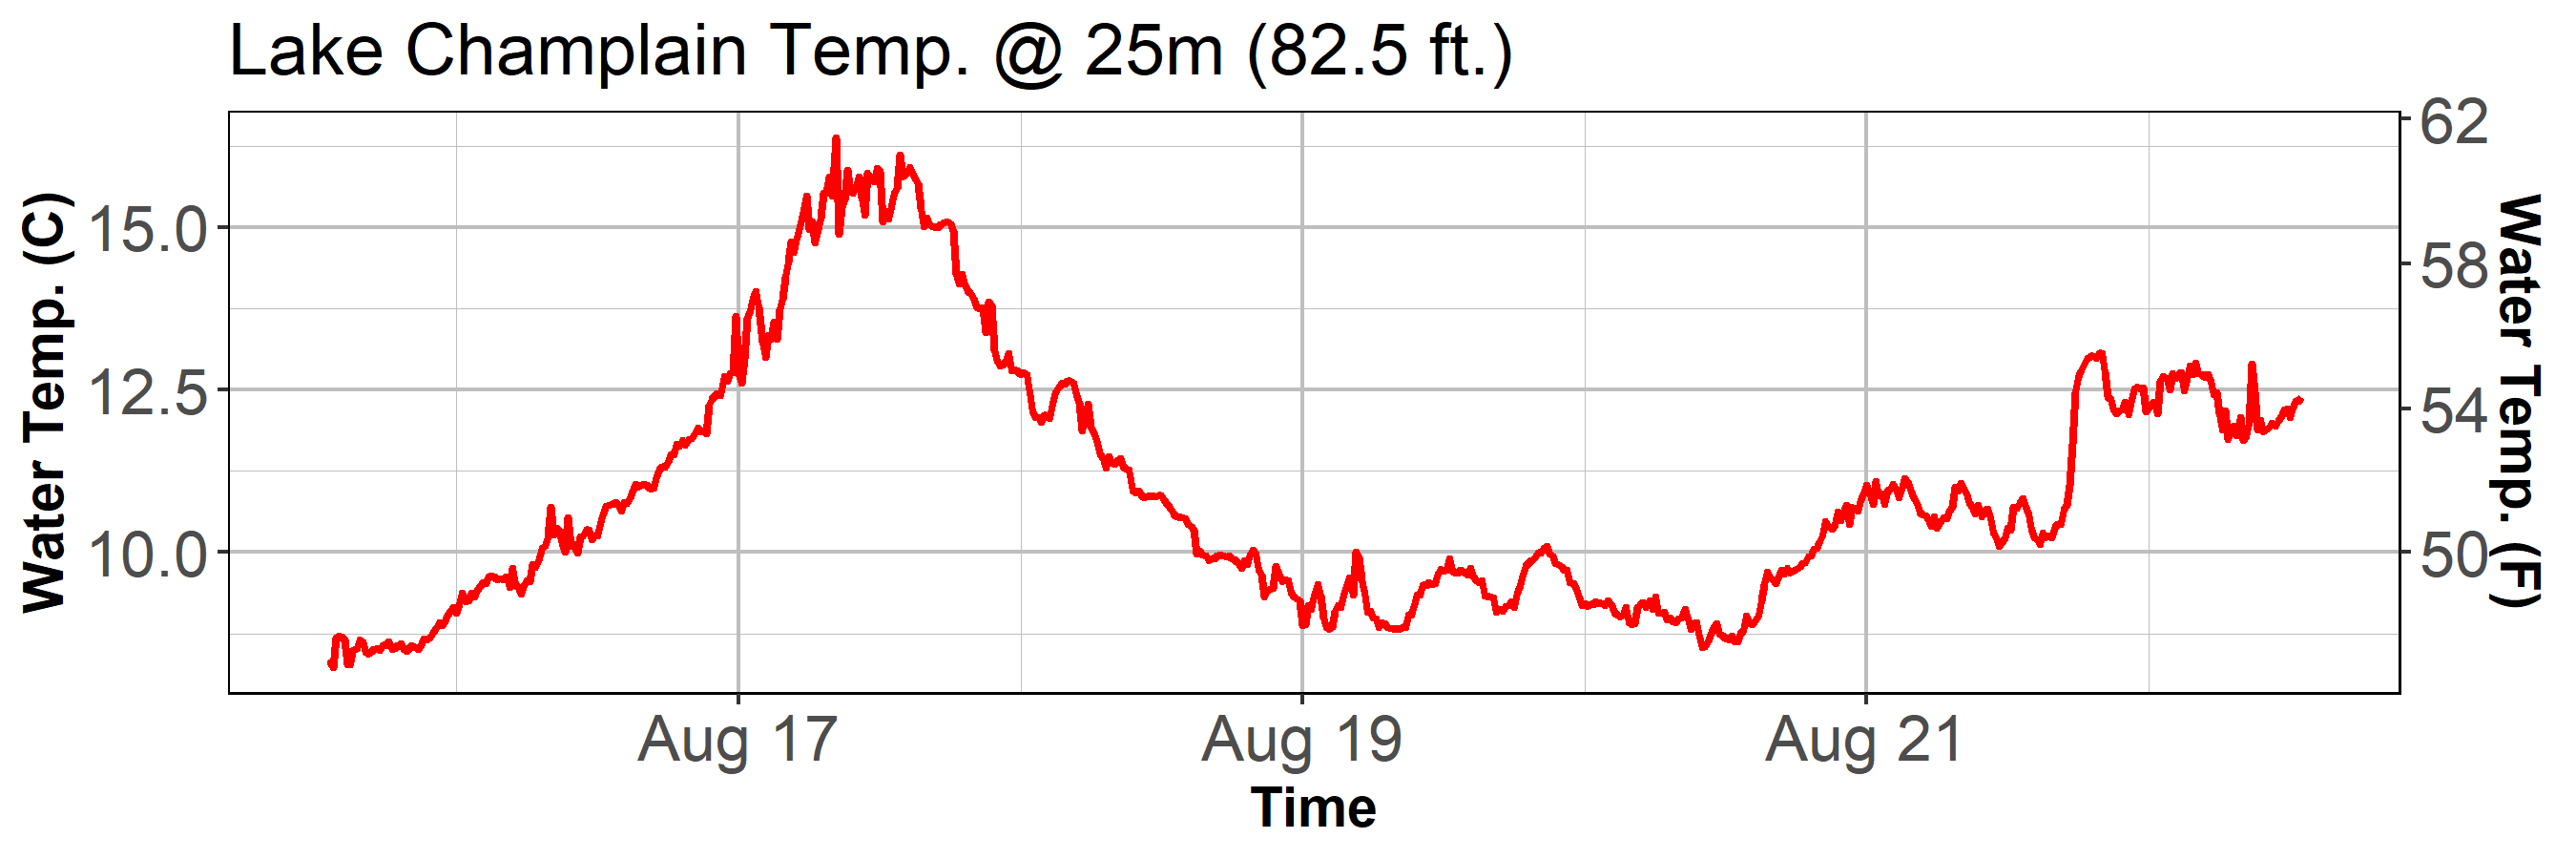 Lake Champlain Temp. @ 25m (82.5 ft.)
Water Temp. (C)
15.0
12.5
10.0
62
58
54
50
Water Temp. (F)
Aug 17
Aug 19
Aug 21
Time